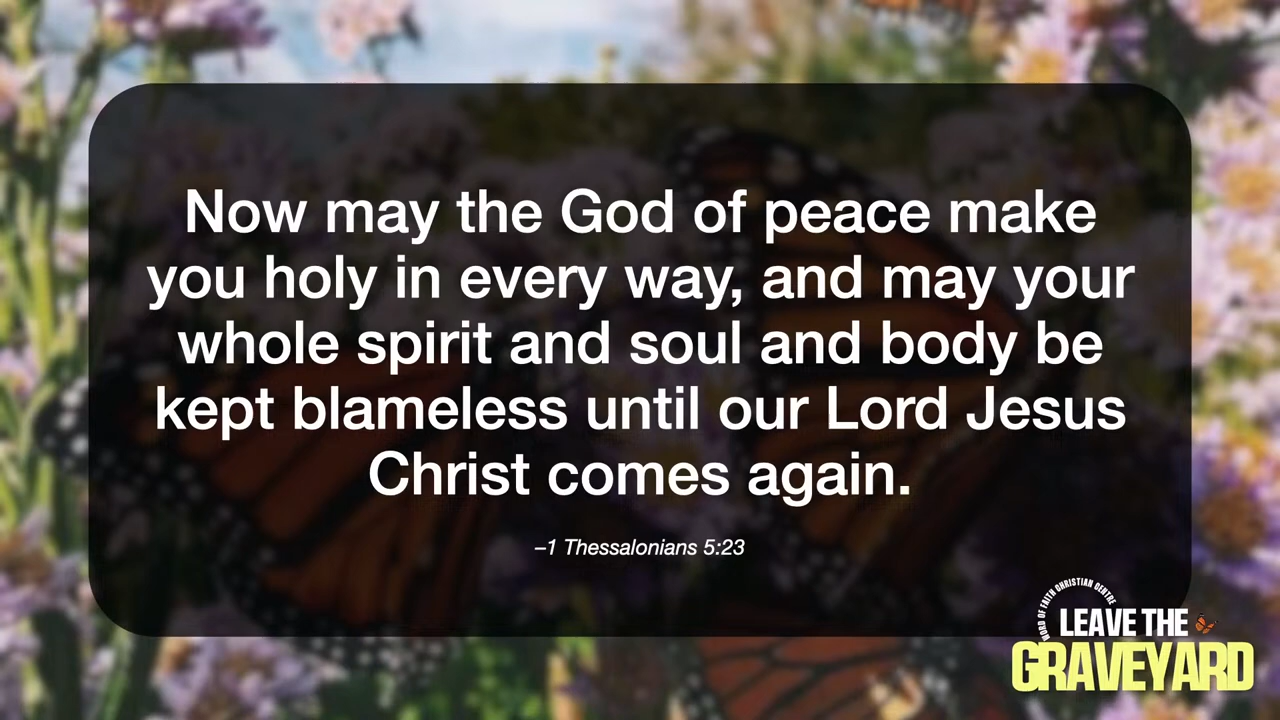 Now may the God of peace make
you holy in every way, and may your
whole spirit and soul and body be
kept blameless until our Lord Jesus
Christ comes again.
–1 Thessalonians 5:23
WORD OF FAITH CHRISTIAN CENTRE
LEAVE THE
GRAVEYARD